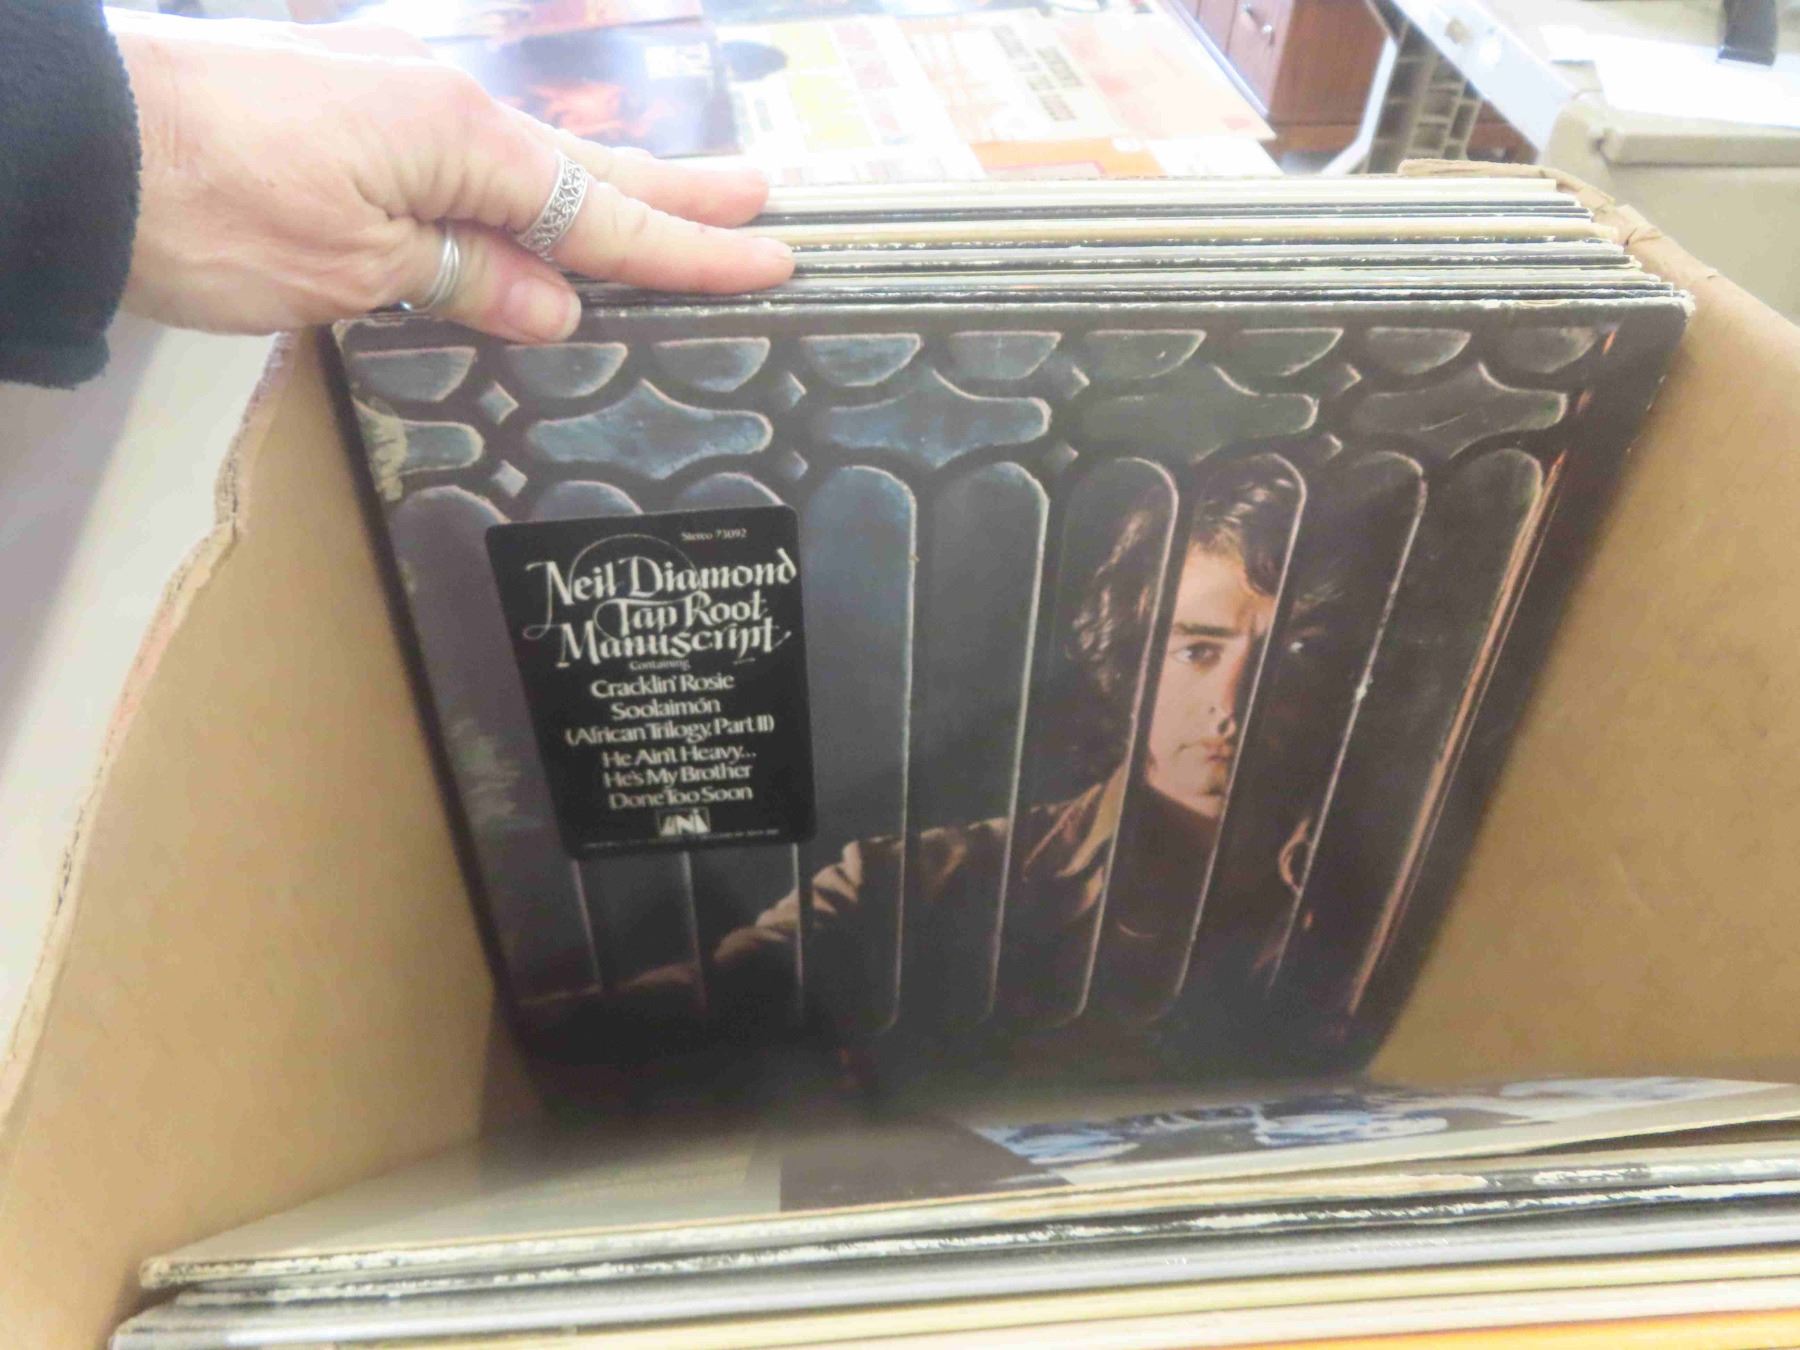 Stereo 73092
Neil Diamond
Tap Root
Manuscript
Containing
Cracklin' Rosie
Soolaimón
(African Trilogy, Part II)
He Ain't Heavy...
He's My Brother
Done Too Soon
UNI